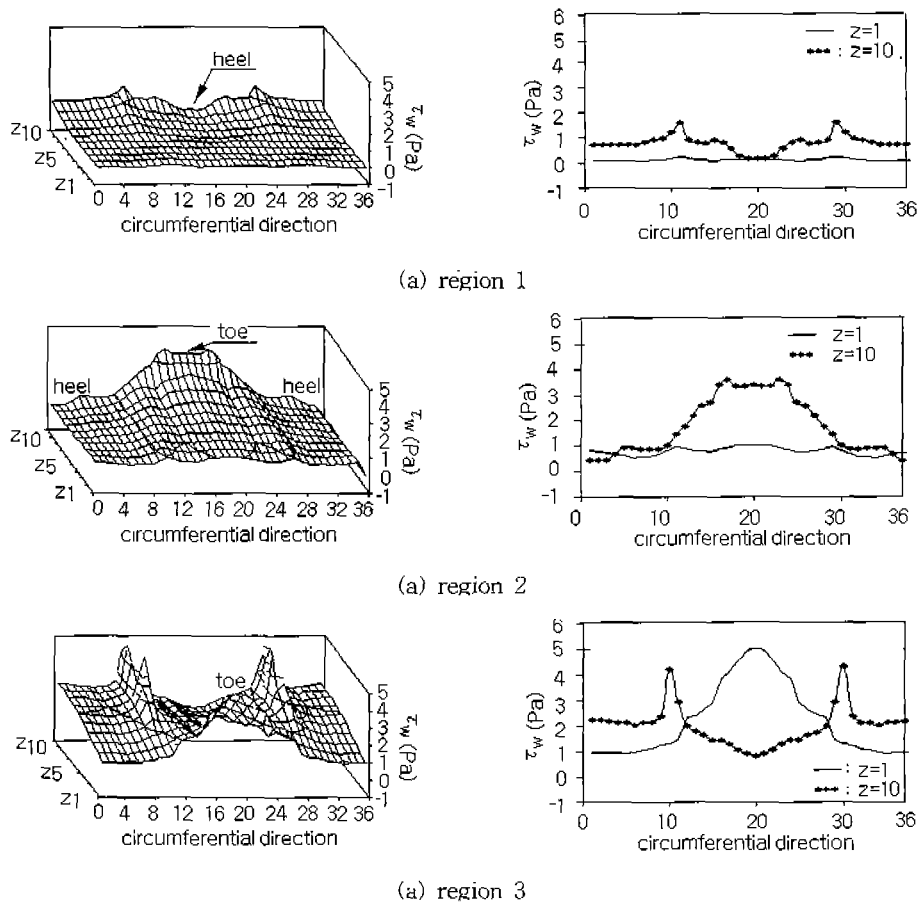 heel
5
4
3
2
1
0
-1
τw (Pa)
z10
z5
z1
0 4 8 12 16 20 24 28 32 36
circumferential direction
6
5
4
3
2
1
0
-1
τw (Pa)
z=1
: z=10
0 10 20 30 36
circumferential direction
(a) region 1
toe
heel
heel
5
4
3
2
1
0
-1
τw (Pa)
z10
z5
z1
0 4 8 12 16 20 24 28 32 36
circumferential direction
6
5
4
3
2
1
0
-1
τw (Pa)
z=1
z=10
0 10 20 30 36
circumferential direction
(a) region 2
toe
5
4
3
2
1
0
-1
τw (Pa)
z10
z5
z1
0 4 8 12 16 20 24 28 32 36
circumferential direction
6
5
4
3
2
1
0
-1
τw (Pa)
: z=1
: z=10
0 10 20 30 36
circumferential direction
(a) region 3